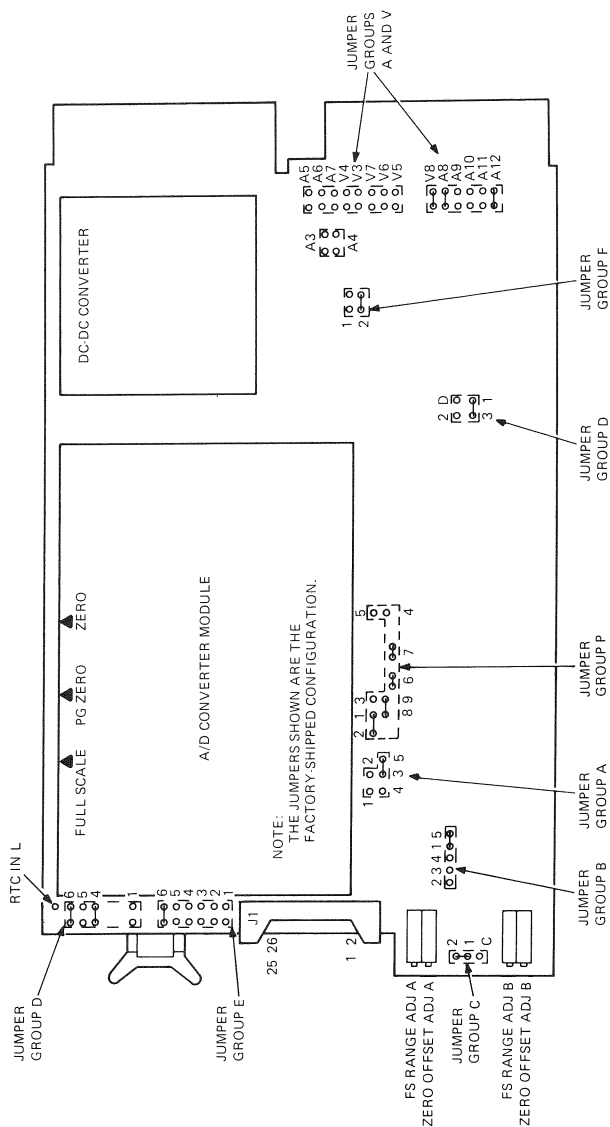 RTC IN L
FULL SCALE
PG ZERO
ZERO
JUMPER
GROUP D
6
5
4
1
JUMPER
GROUP E
6
5
4
3
2
1
A/D CONVERTER MODULE
NOTE:
THE JUMPERS SHOWN ARE THE
FACTORY-SHIPPED CONFIGURATION.
DC-DC CONVERTER
JUMPER
GROUPS
A AND V
A5
A6
A7
V4
V3
V7
V6
V5
A3
A4
V8
A8
A9
A10
A11
A12
1
2
JUMPER
GROUP F
2 D
3 1
JUMPER
GROUP D
J1
25 26
1 2
2 1 3
5
8 9 6 7
4
JUMPER
GROUP P
1 2
4 3 5
JUMPER
GROUP A
2 3 4 1 5
JUMPER
GROUP B
FS RANGE ADJ A
ZERO OFFSET ADJ A
JUMPER
GROUP C
2
1
C
FS RANGE ADJ B
ZERO OFFSET ADJ B